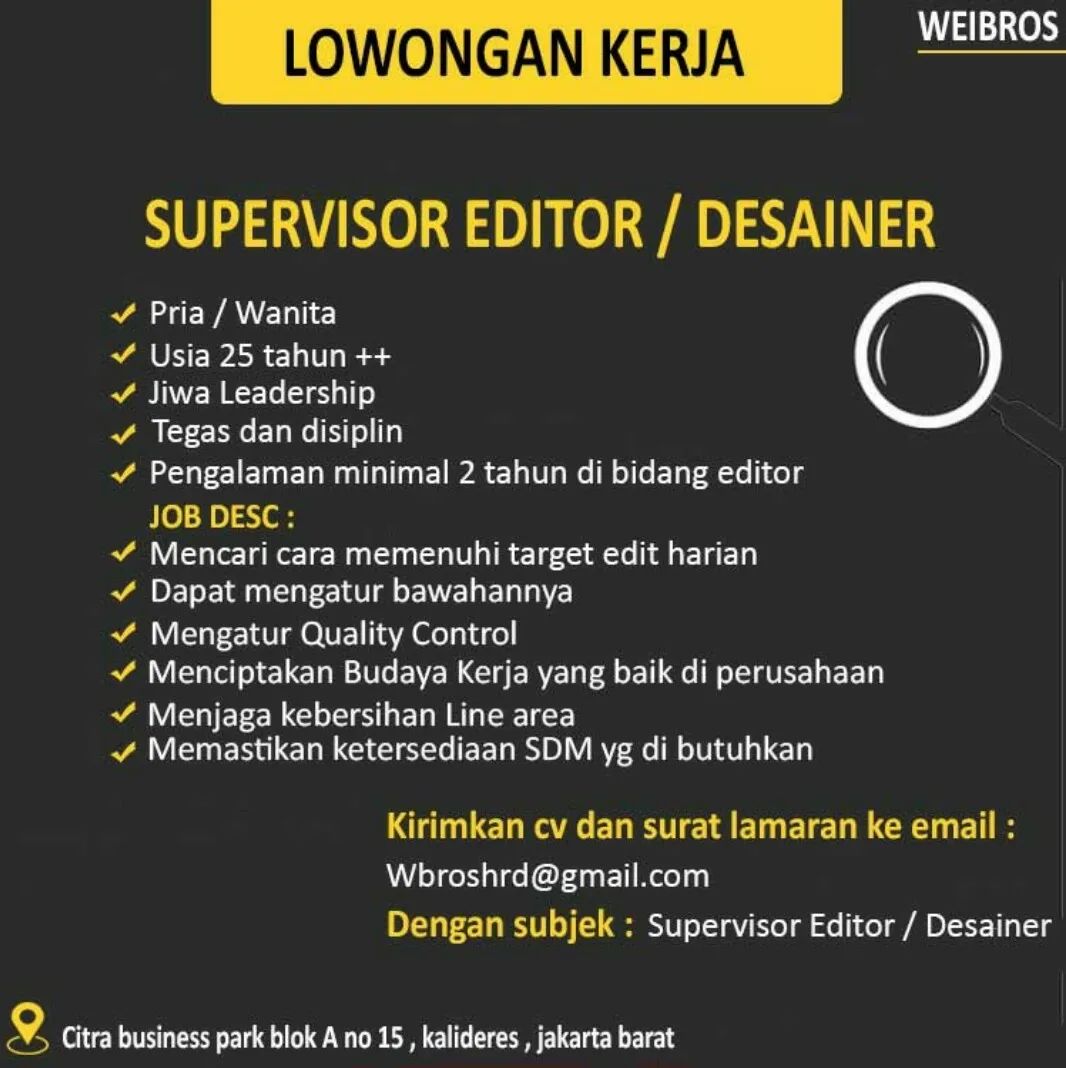 WEIBROS
LOWONGAN KERJA
SUPERVISOR EDITOR / DESAINER
Pria / Wanita
Usia 25 tahun ++
Jiwa Leadership
Tegas dan disiplin
Pengalaman minimal 2 tahun di bidang editor
JOB DESC :
Mencari cara memenuhi target edit harian
Dapat mengatur bawahannya
Mengatur Quality Control
Menciptakan Budaya Kerja yang baik di perusahaan
Menjaga kebersihan Line area
Memastikan ketersediaan SDM yg di butuhkan
Kirimkan cv dan surat lamaran ke email :
Wbroshrd@gmail.com
Dengan subjek : Supervisor Editor / Desainer
Citra business park blok A no 15 , kalideres , jakarta barat